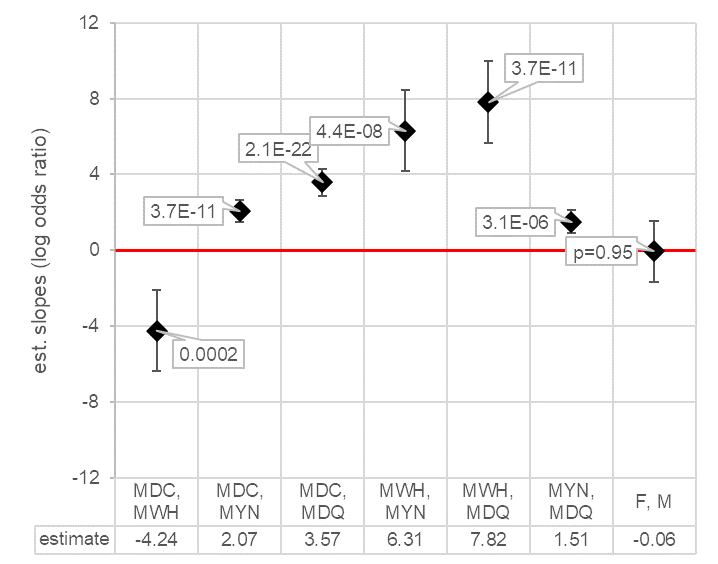 est. slopes (log odds ratio)
12
8
4
0
-4
-8
-12
0.0002
3.7E-11
2.1E-22
4.4E-08
3.7E-11
3.1E-06
p=0.95
MDC, MWH
MDC, MYN
MDC, MDQ
MWH, MYN
MWH, MDQ
MYN, MDQ
F, M
estimate -4.24 2.07 3.57 6.31 7.82 1.51 -0.06